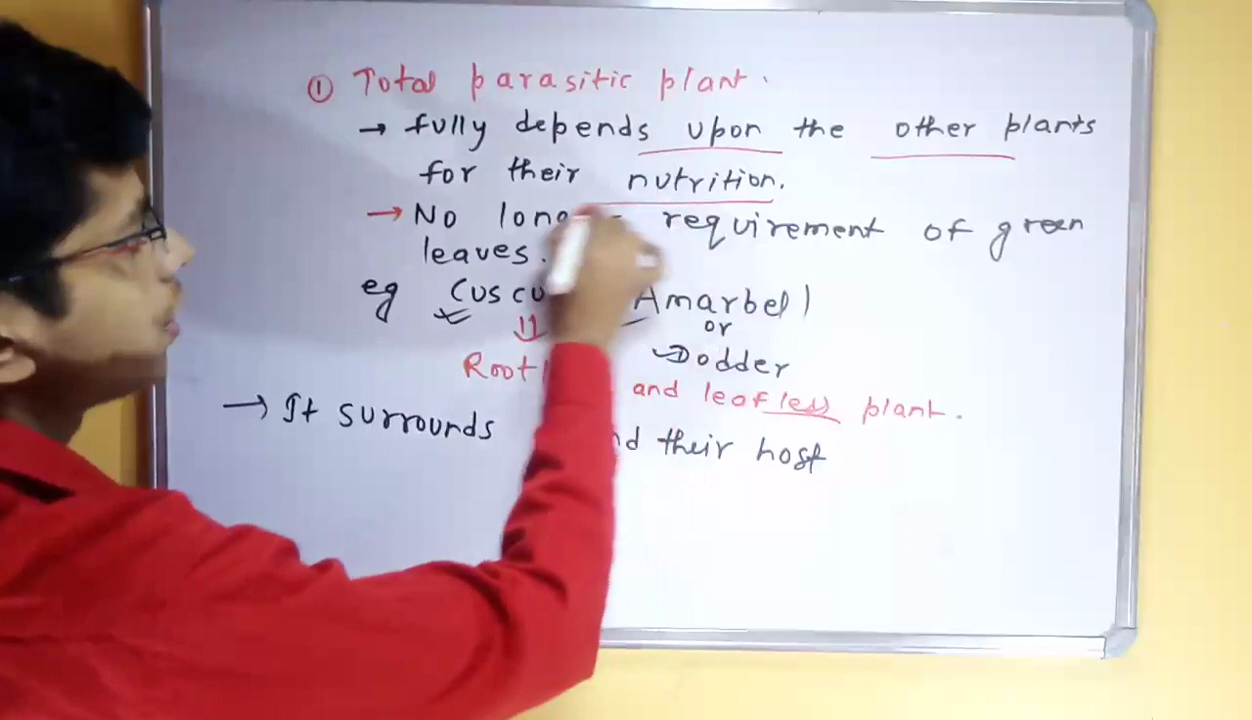 ① Total parasitic plant.
→ fully depends upon the other plants
for their nutrition.
→ No requirement of green
leaves.
eg Amarbel)
or
Dodder
and leafless plant.
→ It surrounds their host